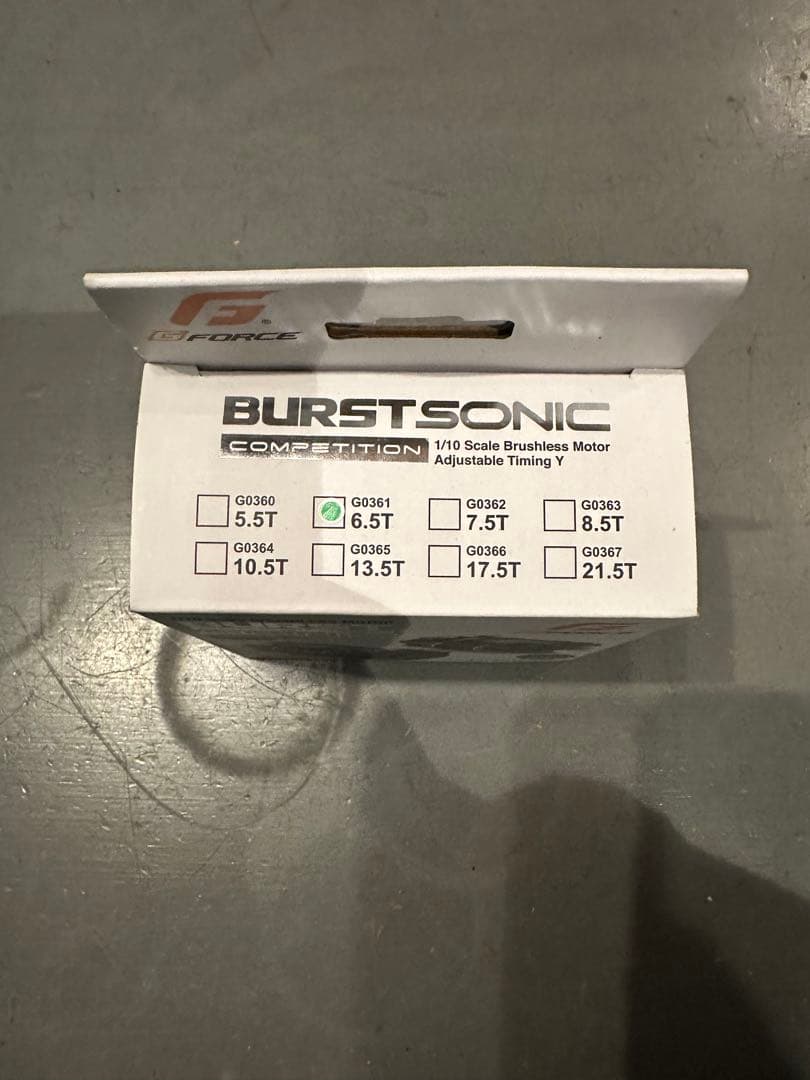 G FORCE
BURSTSONIC
COMPETITION 1/10 Scale Brushless Motor
Adjustable Timing Y
G0360 G0361 G0362 G0363
5.5T 6.5T 7.5T 8.5T
G0364 G0365 G0366 G0367
10.5T 13.5T 17.5T 21.5T